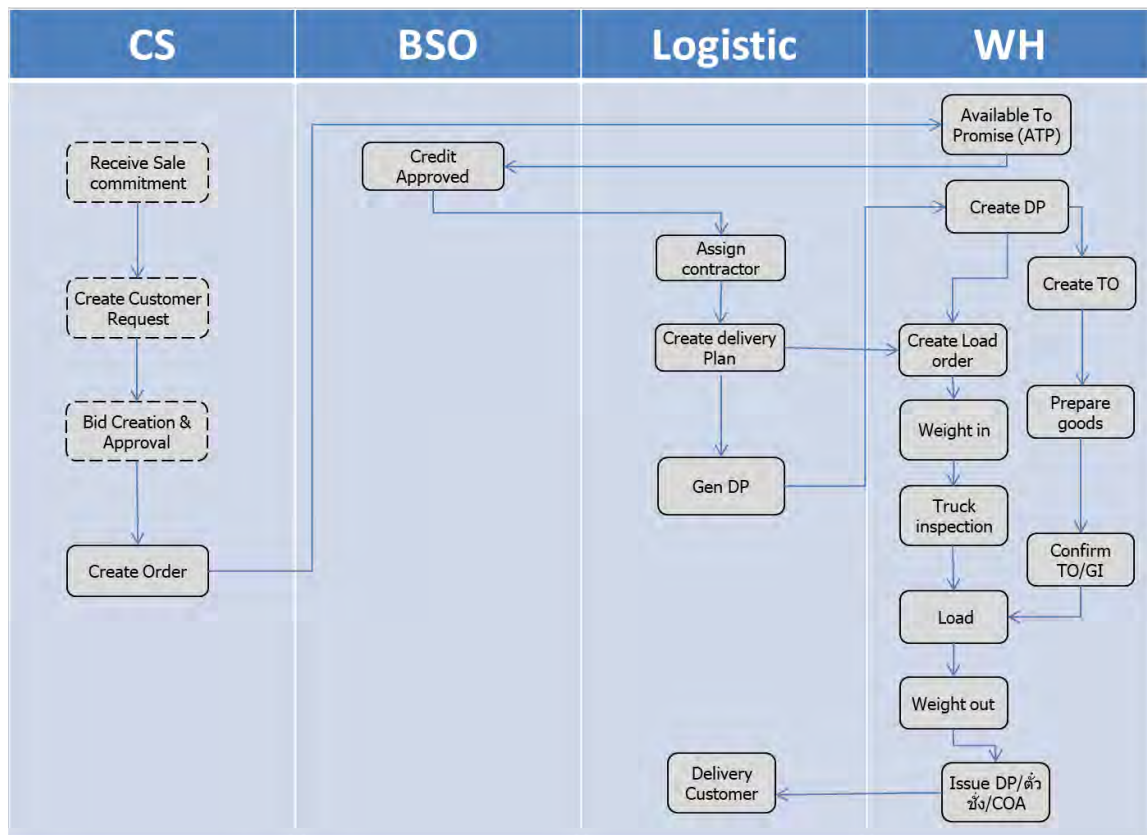 CS
BSO
Logistic
WH
Receive Sale
commitment
Create Customer
Request
Bid Creation &
Approval
Create Order
Credit
Approved
Assign
contractor
Create delivery
Plan
Gen DP
Delivery
Customer
Available To
Promise (ATP)
Create DP
Create TO
Create Load
order
Weight in
Prepare
goods
Truck
inspection
Confirm
TO/GI
Load
Weight out
Issue DP/ตั๋ว
ชั่ง/COA